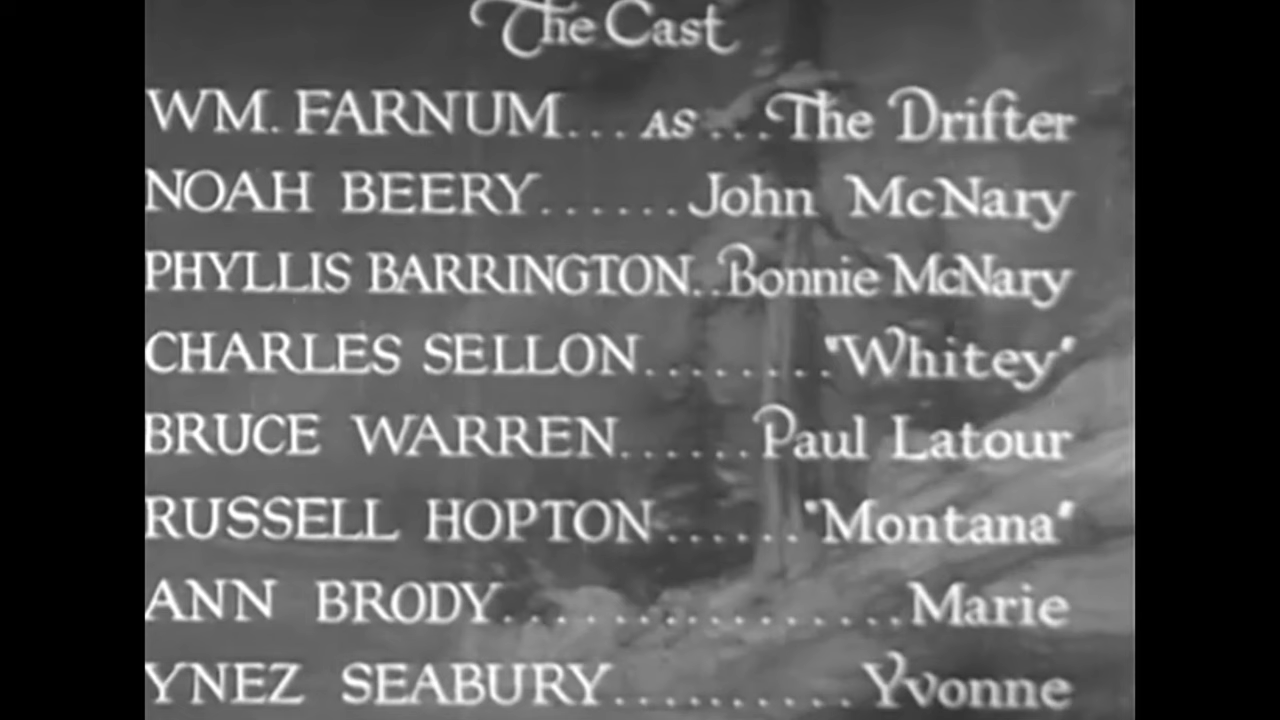 The Cast
WM. FARNUM... AS ...The Drifter
NOAH BEERY......John McNary
PHYLLIS BARRINGTON..Bonnie McNary
CHARLES SELLON........"Whitey"
BRUCE WARREN......Paul Latour
RUSSELL HOPTON......"Montana"
ANN BRODY.................Marie
YNEZ SEABURY..........Yvonne